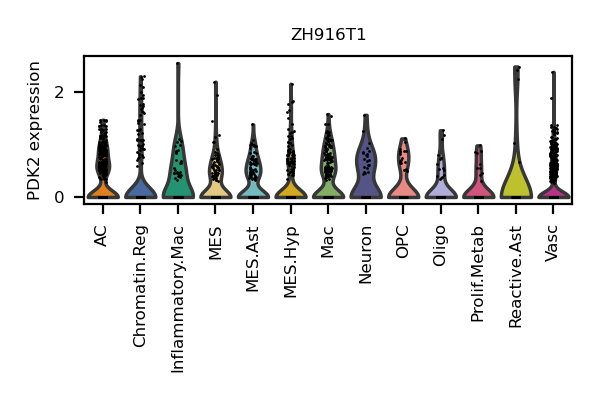 ZH916T1
PDK2 expression
2
0
AC
Chromatin.Reg
Inflammatory.Mac
MES
MES.Ast
MES.Hyp
Mac
Neuron
OPC
Oligo
Prolif.Metab
Reactive.Ast
Vasc